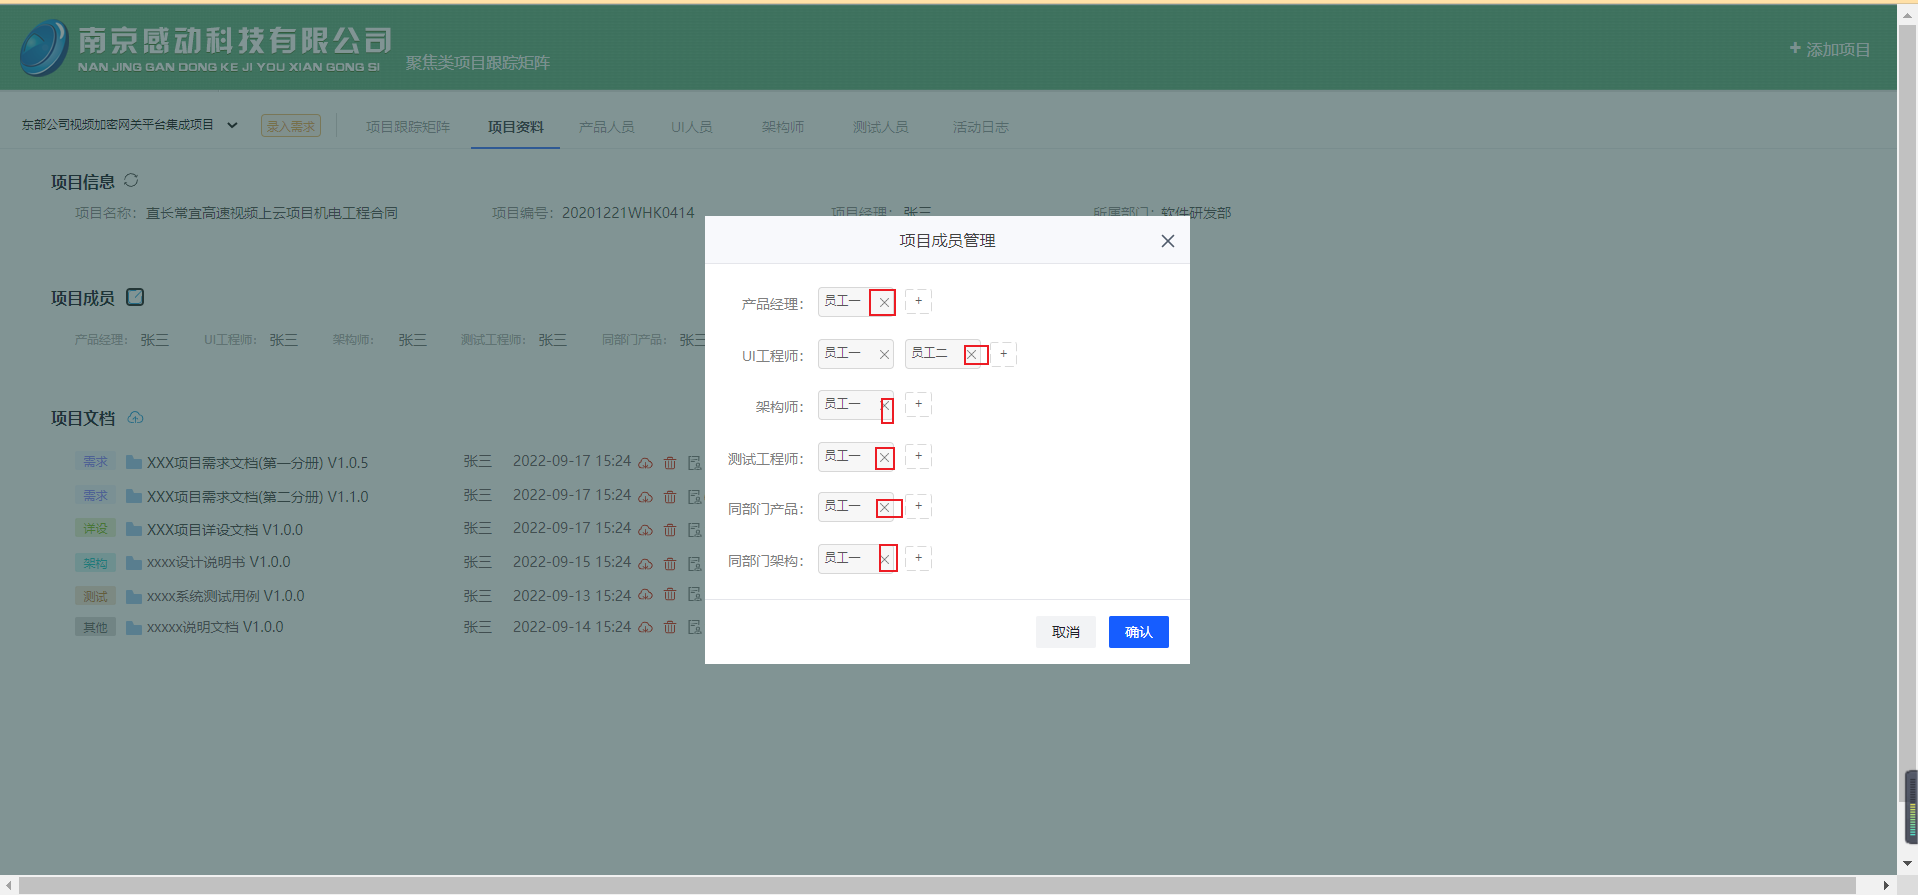 南京感动科技有限公司
NAN JING GAN DONG KE JI YOU XIAN GONG SI
聚焦类项目跟踪矩阵
+ 添加项目
东部公司视频加密网关平台集成项目 录入需求 项目跟踪矩阵 项目资料 产品人员 UI人员 架构师 测试人员 活动日志
项目信息
项目名称： 直长常宜高速视频上云项目机电工程合同 项目编号： 20201221WHK0414 项目经理： 张三 所属部门： 软件研发部
项目成员
产品经理： 张三 UI工程师： 张三 架构师： 张三 测试工程师： 张三 同部门产品： 张三
项目文档
需求 XXX项目需求文档(第一分册) V1.0.5 张三 2022-09-17 15:24
需求 XXX项目需求文档(第二分册) V1.1.0 张三 2022-09-17 15:24
详设 XXX项目详设文档 V1.0.0 张三 2022-09-17 15:24
架构 xxxx设计说明书 V1.0.0 张三 2022-09-15 15:24
测试 xxxx系统测试用例 V1.0.0 张三 2022-09-13 15:24
其他 xxxxx说明文档 V1.0.0 张三 2022-09-14 15:24
项目成员管理
产品经理： 员工一 +
UI工程师： 员工一 员工二 +
架构师： 员工一 +
测试工程师： 员工一 +
同部门产品： 员工一 +
同部门架构： 员工一 +
取消 确认